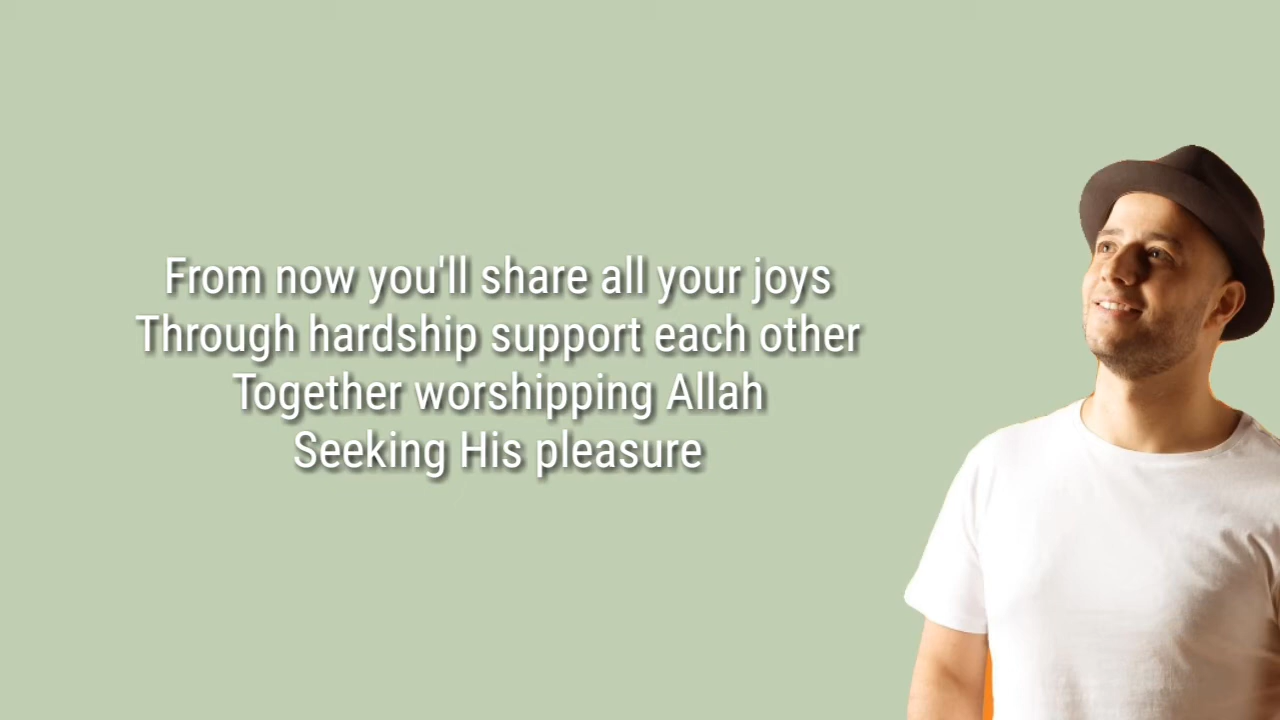 From now you'll share all your joys
Through hardship support each other
Together worshipping Allah
Seeking His pleasure